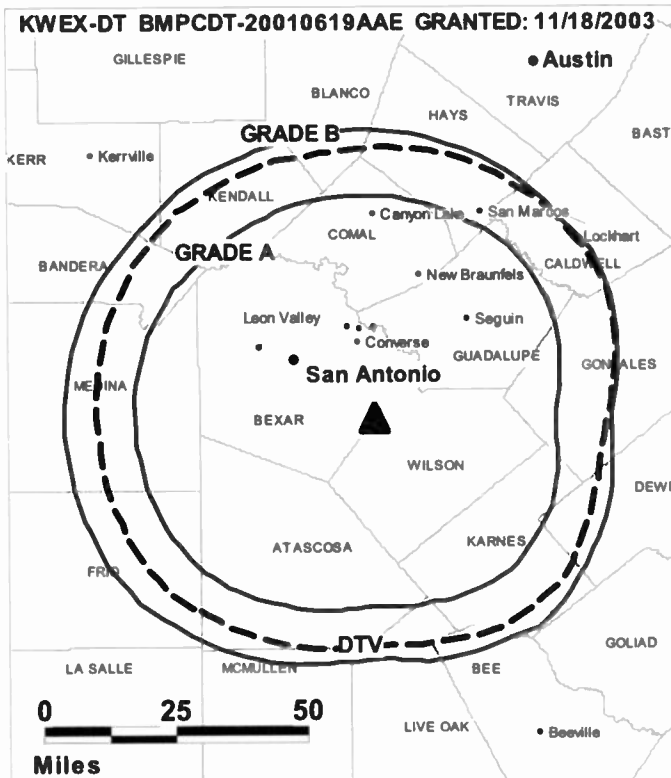 KWEX-DT BMPCDT-20010619AAE GRANTED: 11/18/2003
GILLESPIE
Austin
BLANCO
TRAVIS
HAYS
GRADE B
BAST
KERR
Kerrville
KENDALL
Canyon Lake
San Marcos
COMAL
Lockhart
GRADE A
BANDERA
CALDWELL
New Braunfels
Leon Valley
Seguin
Converse
GUADALUPE
San Antonio
GONZALES
MEDINA
BEXAR
WILSON
DEWI
ATASCOSA
KARNES
FRIO
DTV
GOLIAD
LA SALLE
MCMULLEN
BEE
0 25 50
LIVE OAK
Beeville
Miles